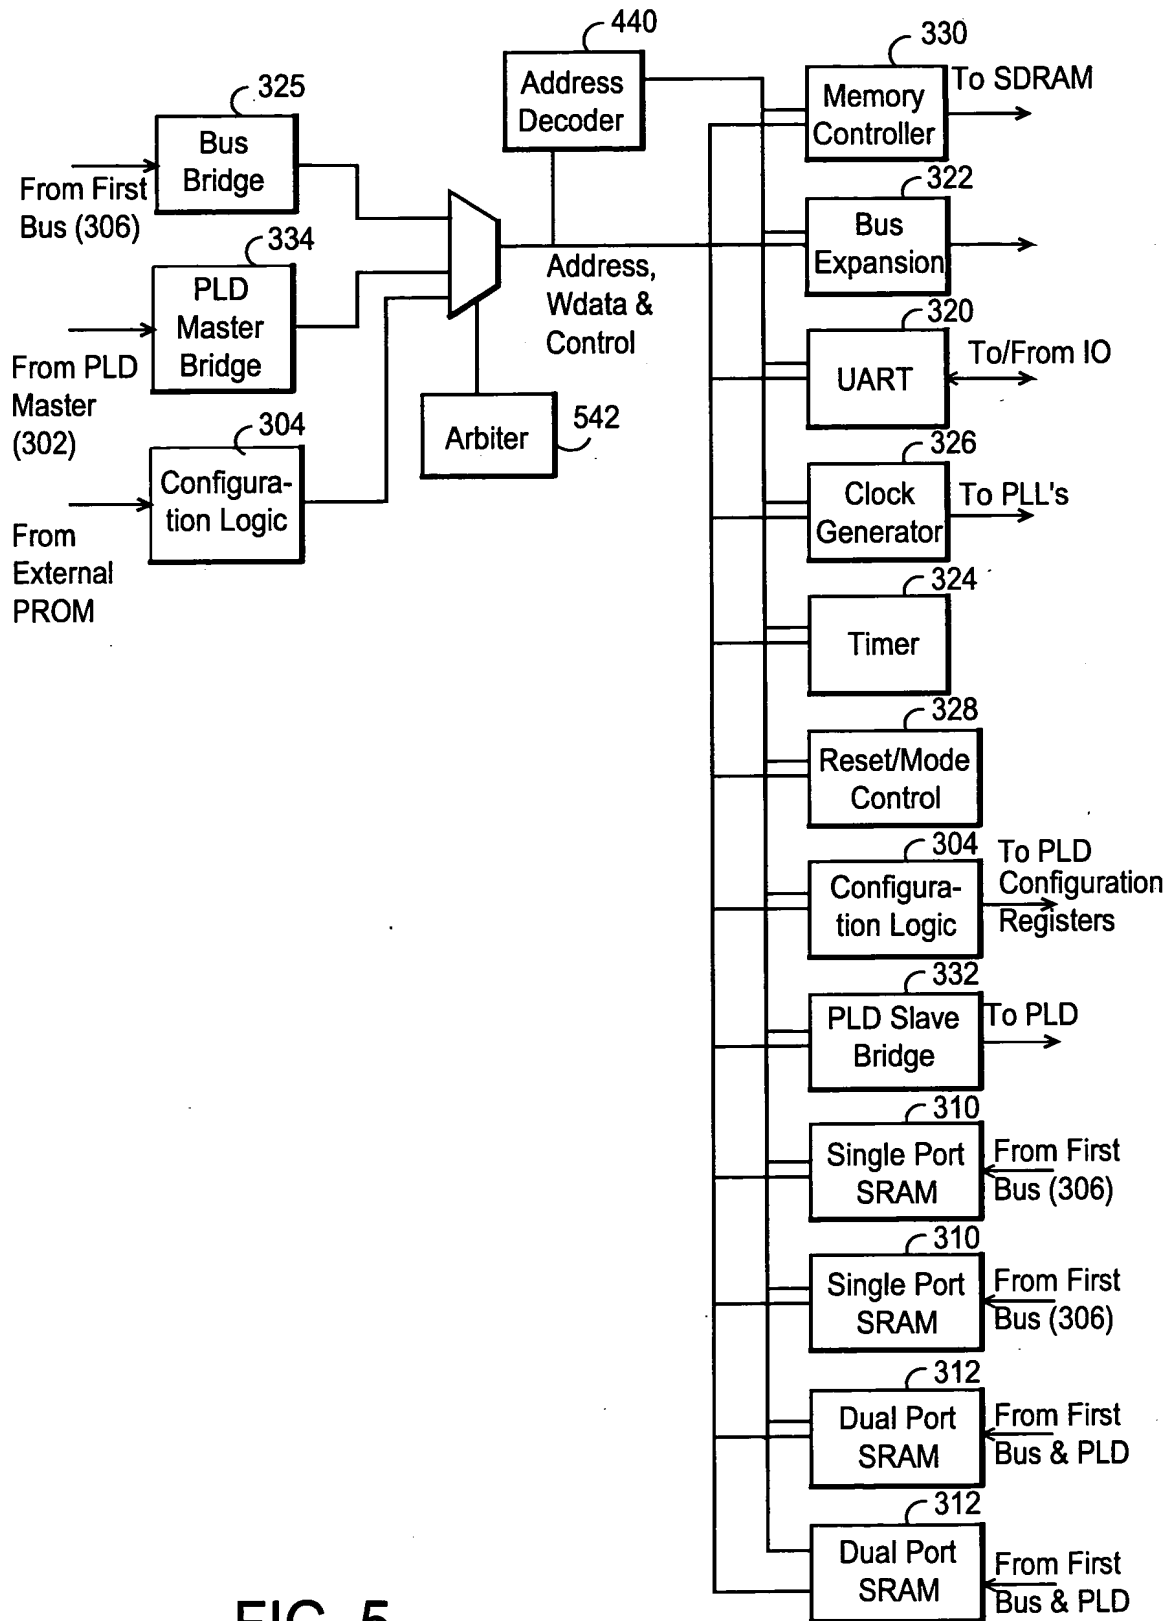 440
Address
Decoder
330
Memory
Controller
To SDRAM
325
Bus
Bridge
From First
Bus (306)
334
PLD
Master
Bridge
From PLD
Master
(302)
304
Configura-
tion Logic
From
External
PROM
Address,
Wdata &
Control
Arbiter
542
322
Bus
Expansion
320
UART
To/From IO
326
Clock
Generator
To PLL's
324
Timer
328
Reset/Mode
Control
304
Configura-
tion Logic
To PLD
Configuration
Registers
332
PLD Slave
Bridge
To PLD
310
Single Port
SRAM
From First
Bus (306)
310
Single Port
SRAM
From First
Bus (306)
312
Dual Port
SRAM
From First
Bus & PLD
312
Dual Port
SRAM
From First
Bus & PLD
FIG. 5